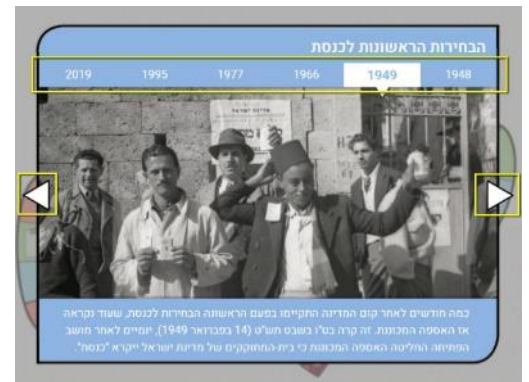 הבחירות הראשונות לכנסת
1948 1949 1966 1977 1995 2019
מדינת ישראל
כמה חודשים לאחר קום המדינה התקיימו בפעם הראשונה הבחירות לכנסת, שעוד נקראה
אז האספה המכוננת. זה קרה בט"ו בשבט תש"ט (14 בפברואר 1949). יומיים לאחר מושב
הפתיחה החליטה האספה המכוננת כי בית-המחוקקים של מדינת ישראל ייקרא "כנסת".